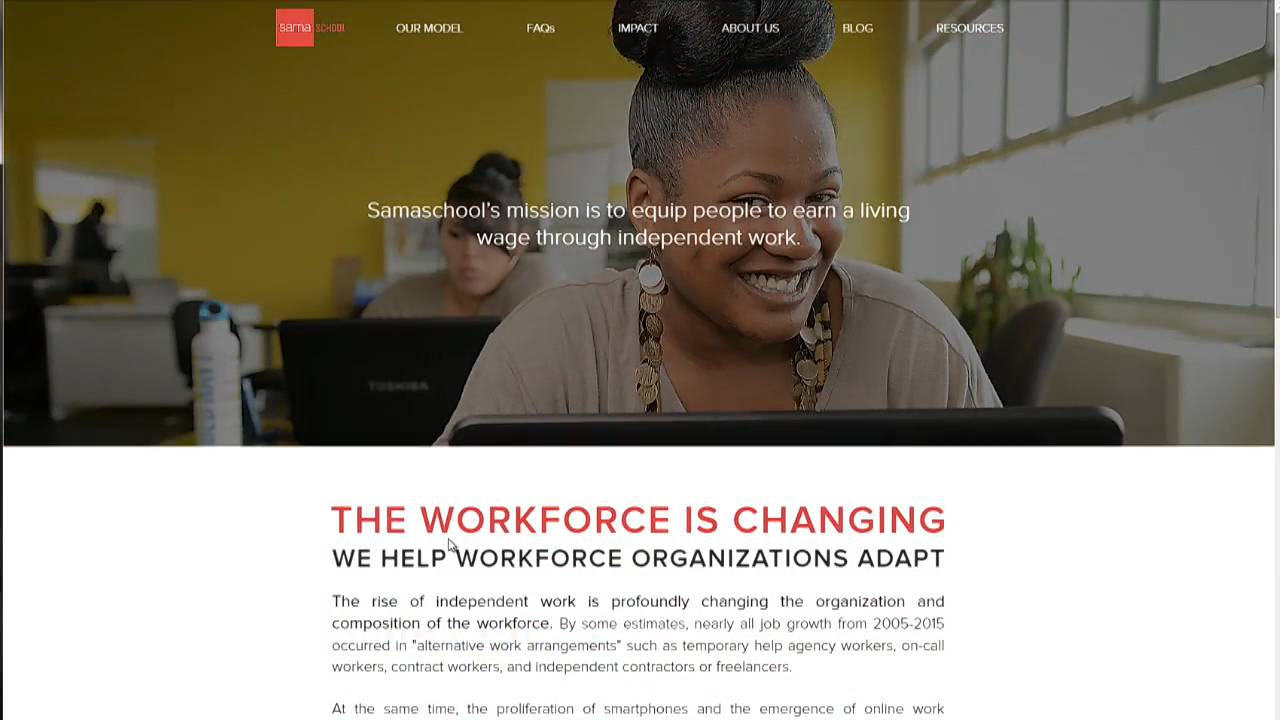 sama SCHOOL
OUR MODEL
FAQs
IMPACT
ABOUT US
BLOG
RESOURCES
Samaschool's mission is to equip people to earn a living
wage through independent work.
TOSHIBA
THE WORKFORCE IS CHANGING
WE HELP WORKFORCE ORGANIZATIONS ADAPT
The rise of independent work is profoundly changing the organization and
composition of the workforce. By some estimates, nearly all job growth from 2005-2015
occurred in "alternative work arrangements" such as temporary help agency workers, on-call
workers, contract workers, and independent contractors or freelancers.
At the same time, the proliferation of smartphones and the emergence of online work